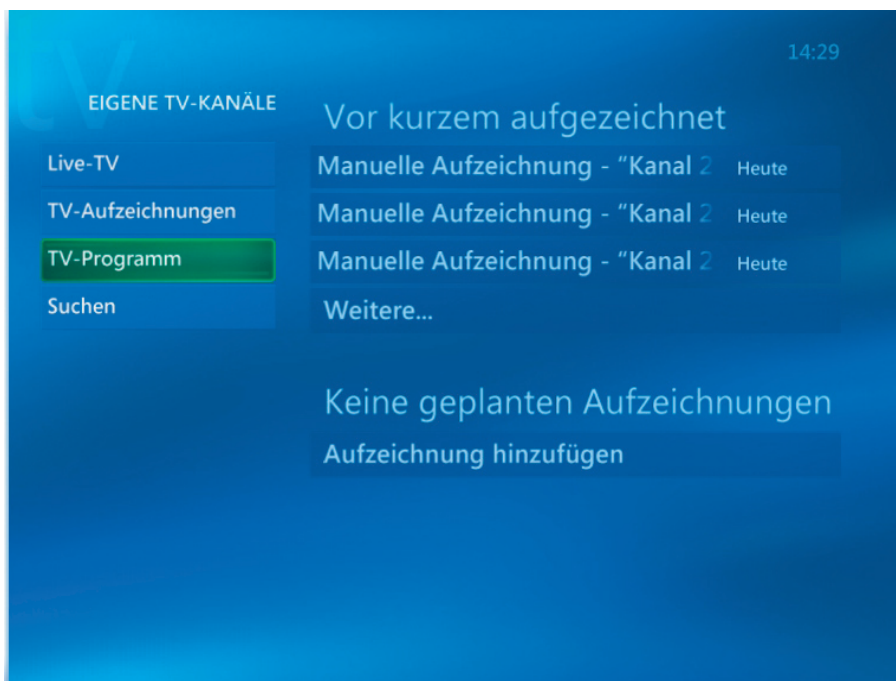 tv
14:29
EIGENE TV-KANÄLE
Live-TV
TV-Aufzeichnungen
TV-Programm
Suchen
Vor kurzem aufgezeichnet
Manuelle Aufzeichnung - "Kanal 2 Heute
Manuelle Aufzeichnung - "Kanal 2 Heute
Manuelle Aufzeichnung - "Kanal 2 Heute
Weitere...
Keine geplanten Aufzeichnungen
Aufzeichnung hinzufügen